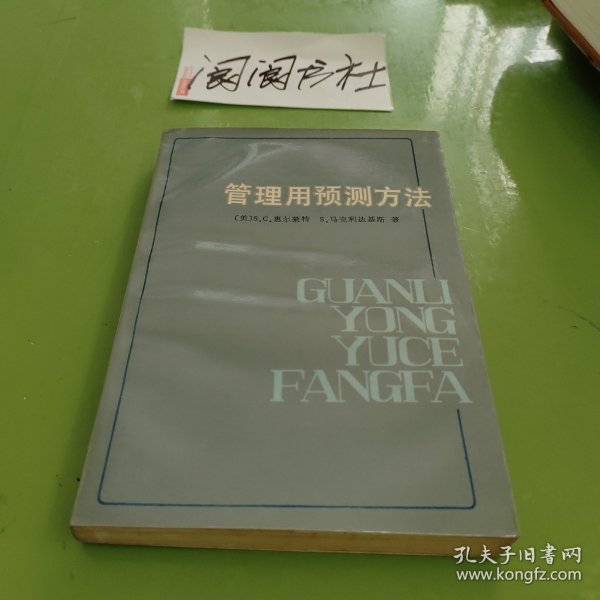 阅阅书社
管理用预测方法
〔美〕S.C.惠尔莱特 S.马克利达基斯 著
GUANLI
YONG
YUCE
FANGFA
孔夫子旧书网
www.kongfz.com